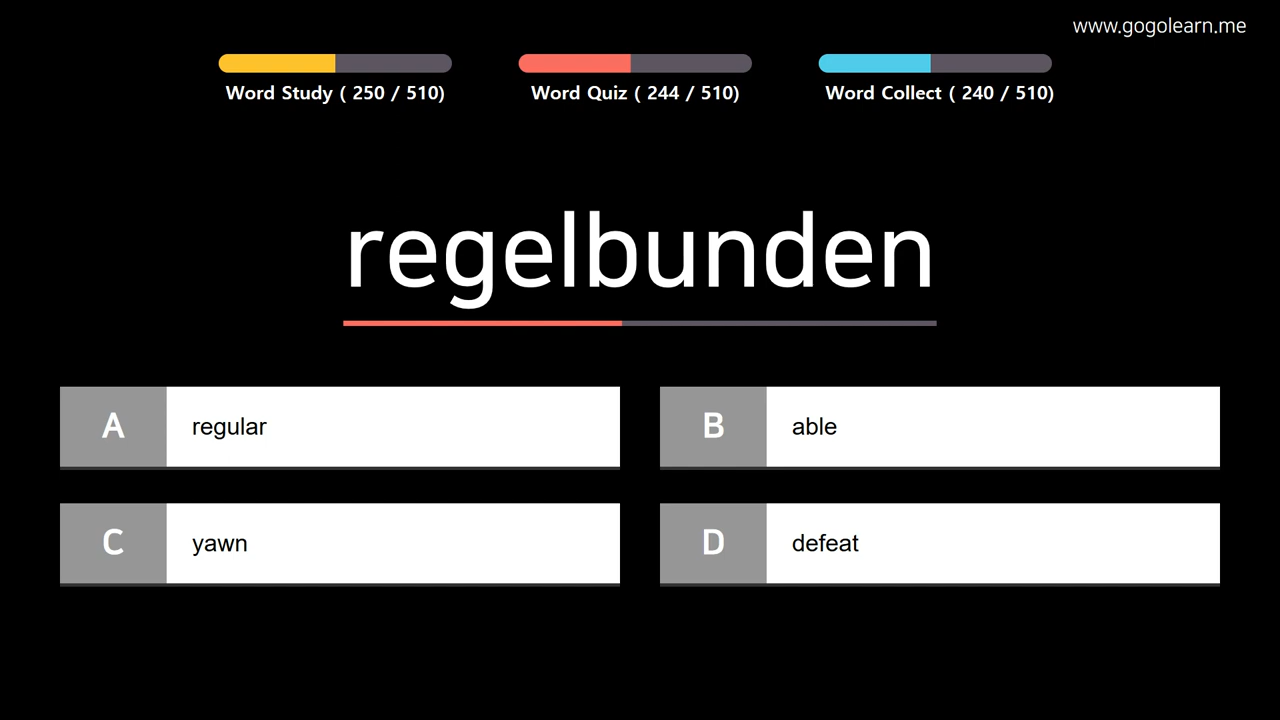 www.gogolearn.me
Word Study ( 250 / 510)
Word Quiz ( 244 / 510)
Word Collect ( 240 / 510)
regelbunden
A regular
B able
C yawn
D defeat